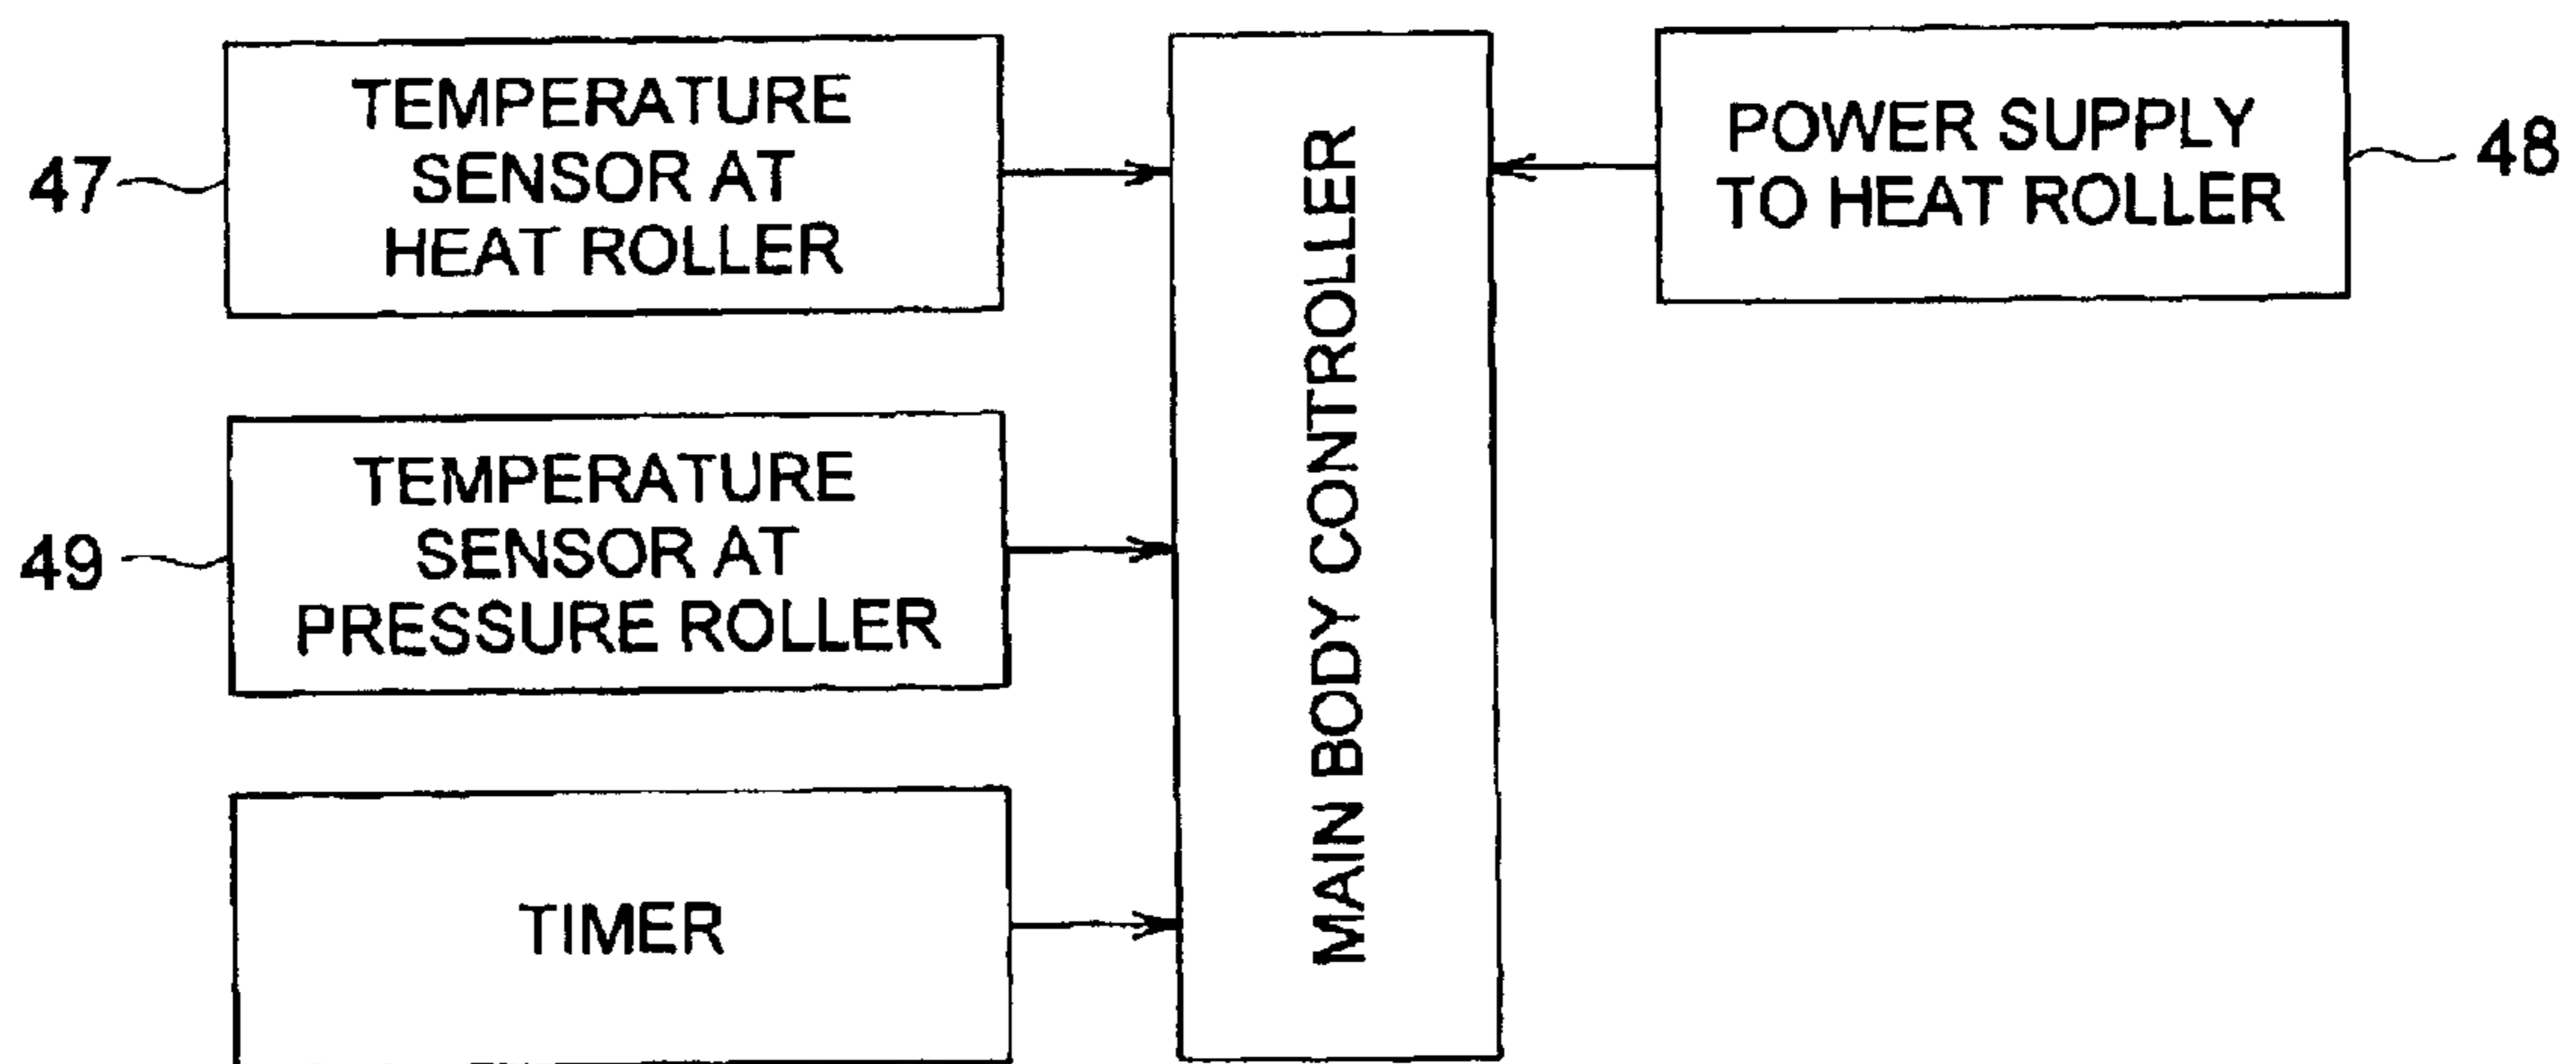 47
TEMPERATURE
SENSOR AT
HEAT ROLLER
49
TEMPERATURE
SENSOR AT
PRESSURE ROLLER
TIMER
MAIN BODY CONTROLLER
POWER SUPPLY
TO HEAT ROLLER
48